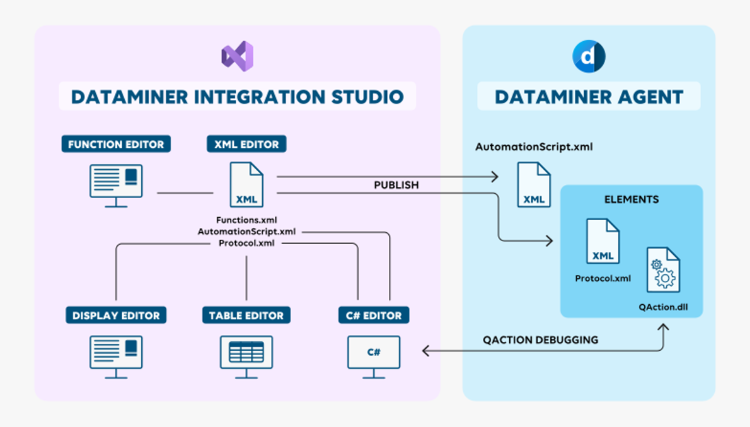 DATAMINER INTEGRATION STUDIO
FUNCTION EDITOR
XML EDITOR
XML
Functions.xml
AutomationScript.xml
Protocol.xml
DISPLAY EDITOR
TABLE EDITOR
C# EDITOR
C#
PUBLISH
QACTION DEBUGGING
d
DATAMINER AGENT
AutomationScript.xml
XML
ELEMENTS
XML
Protocol.xml
QAction.dll